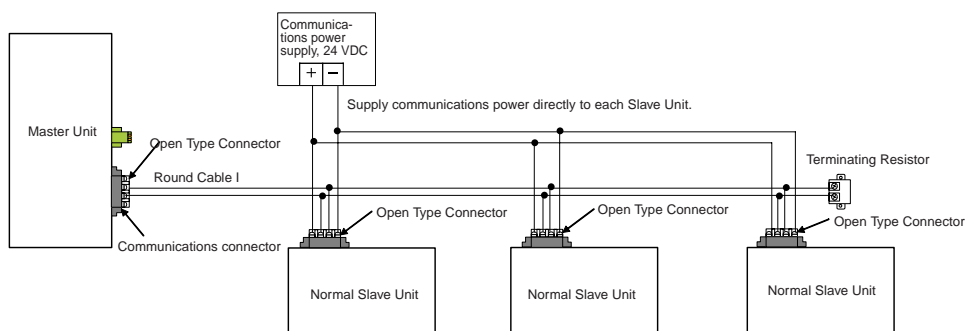 Communica-
tions power
supply, 24 VDC
+ −
Supply communications power directly to each Slave Unit.
Master Unit
Open Type Connector
Terminating Resistor
Round Cable I
Open Type Connector
Open Type Connector
Open Type Connector
Communications connector
Normal Slave Unit
Normal Slave Unit
Normal Slave Unit